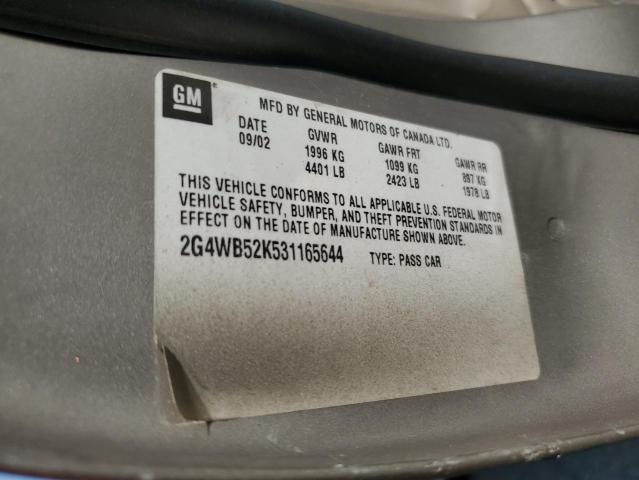 GM
MFD BY GENERAL MOTORS OF CANADA LTD.
DATE GVWR GAWR FRT GAWR RR
09/02 1996 KG 1099 KG 897 KG
4401 LB 2423 LB 1978 LB
THIS VEHICLE CONFORMS TO ALL APPLICABLE U.S. FEDERAL MOTOR
VEHICLE SAFETY, BUMPER, AND THEFT PREVENTION STANDARDS IN
EFFECT ON THE DATE OF MANUFACTURE SHOWN ABOVE.
2G4WB52K531165644 TYPE: PASS CAR